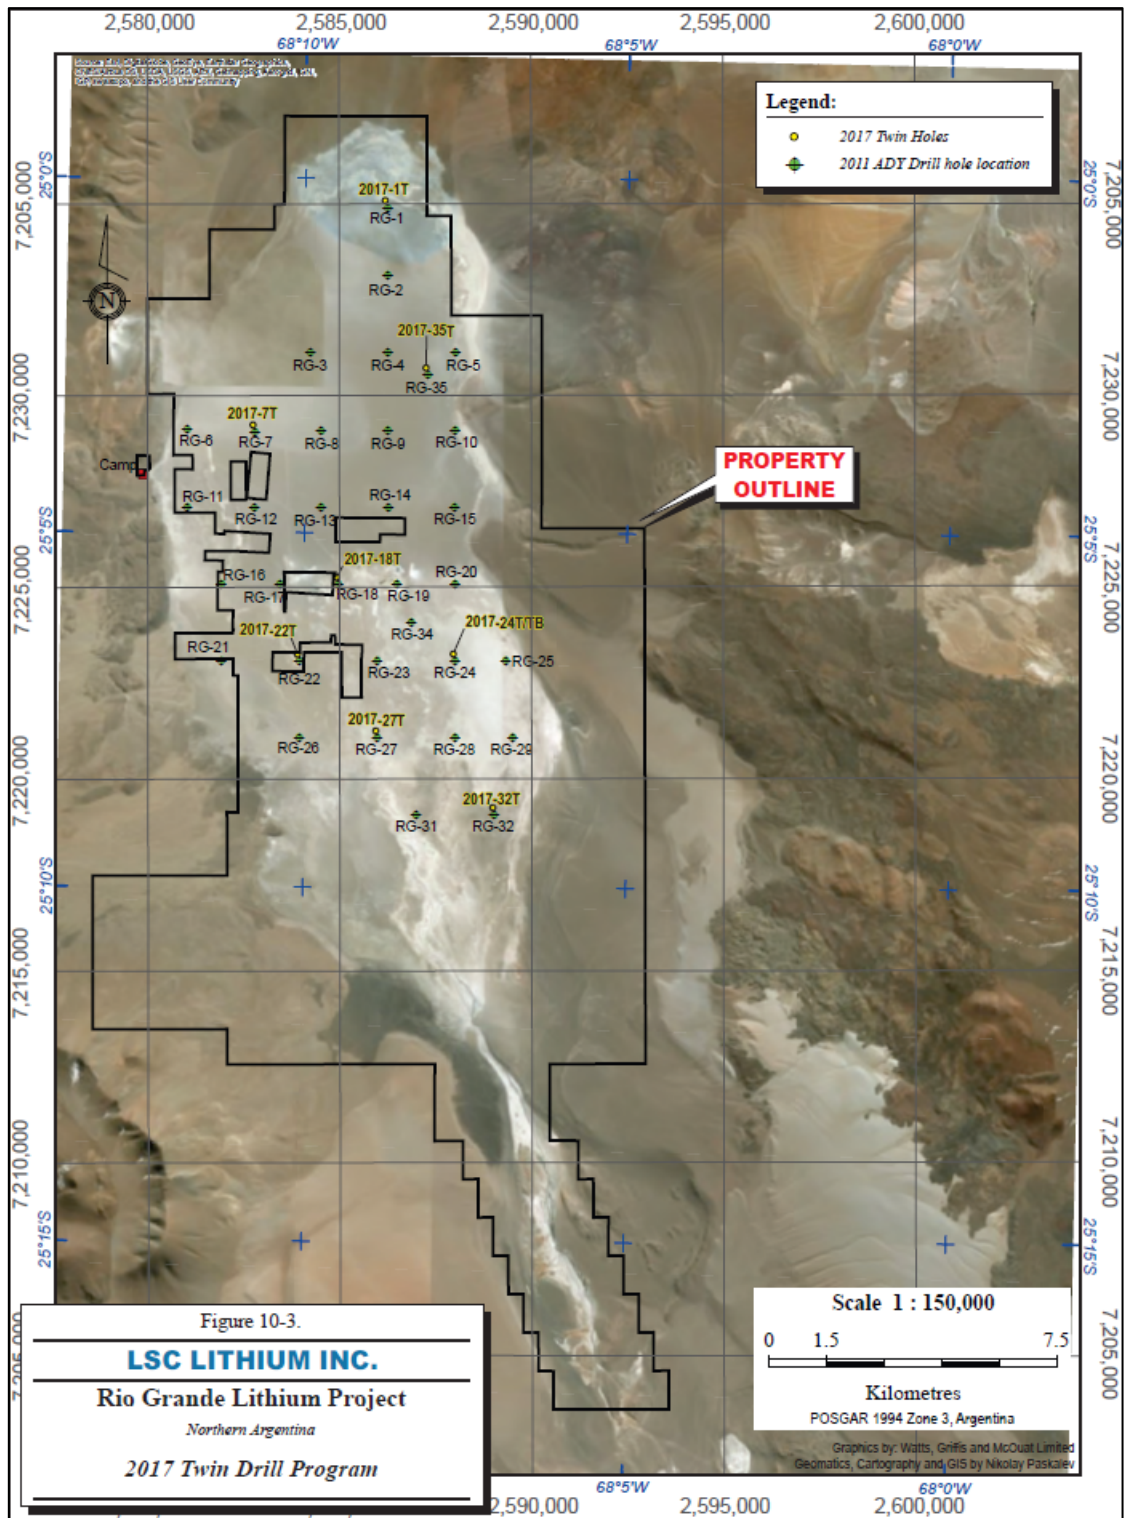 2,580,000 2,585,000 2,590,000 2,595,000 2,600,000
68°10'W 68°5'W 68°0'W
Legend:
2017 Twin Holes
2011 ADY Drill hole location
25°0'S
25°0'S
7,205,000
7,205,000
2017-1T
RG-1
RG-2
N
2017-35T
RG-3
RG-4
RG-5
RG-35
7,230,000
7,230,000
2017-7T
RG-6
RG-7
RG-8
RG-9
RG-10
Camp
PROPERTY
OUTLINE
RG-11
RG-12
RG-13
RG-14
RG-15
25°5'S
25°5'S
2017-18T
7,225,000
7,225,000
RG-16
RG-17
RG-18
RG-19
RG-20
2017-22T
RG-34
2017-24T/TB
RG-21
RG-22
RG-23
RG-24
RG-25
2017-27T
RG-26
RG-27
RG-28
RG-29
7,220,000
7,220,000
2017-32T
RG-31
RG-32
25°10'S
25°10'S
7,215,000
7,215,000
7,210,000
7,210,000
25°15'S
25°15'S
7,205,000
7,205,000
Scale 1 : 150,000
0 1.5 7.5
Kilometres
POSGAR 1994 Zone 3, Argentina
Graphics by: Watts, Griffis and McOuat Limited
Geomatics, Cartography and GIS by Nikolay Paskalev
Figure 10-3.
LSC LITHIUM INC.
Rio Grande Lithium Project
Northern Argentina
2017 Twin Drill Program
68°5'W 68°0'W
2,590,000 2,595,000 2,600,000